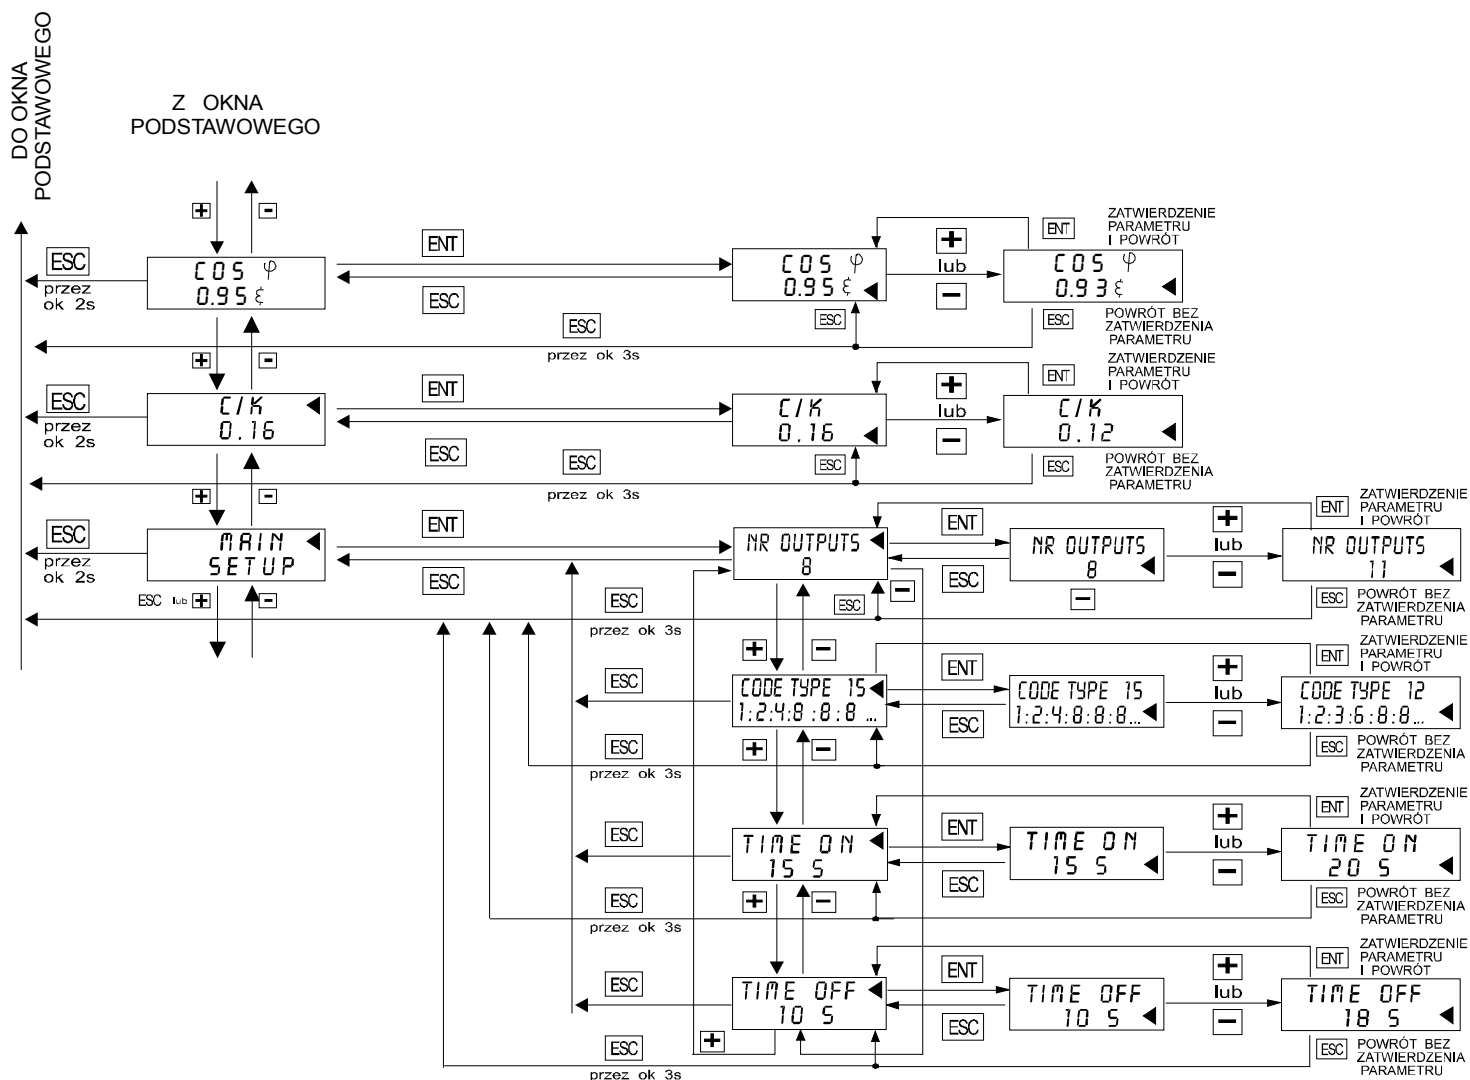 DO OKNA
PODSTAWOWEGO
Z OKNA
PODSTAWOWEGO
+
-
ESC
przez
ok 2s
COS φ
0.95 ξ
ENT
ESC
COS φ
0.95 ξ
+
lub
-
COS φ
0.93 ξ
ENT
ZATWIERDZENIE
PARAMETRU
I POWRÓT
ESC
ESC
POWRÓT BEZ
ZATWIERDZENIA
PARAMETRU
ESC
przez ok 3s
+
-
ESC
przez
ok 2s
C/K
0.16
ENT
ESC
C/K
0.16
+
lub
-
C/K
0.12
ENT
ZATWIERDZENIE
PARAMETRU
I POWRÓT
ESC
ESC
POWRÓT BEZ
ZATWIERDZENIA
PARAMETRU
ESC
przez ok 3s
+
-
ESC
przez
ok 2s
MAIN
SETUP
ENT
ESC
NR OUTPUTS
8
ENT
ESC
NR OUTPUTS
8
-
+
lub
-
NR OUTPUTS
11
ENT
ZATWIERDZENIE
PARAMETRU
I POWRÓT
ESC
POWRÓT BEZ
ZATWIERDZENIA
PARAMETRU
ESC lub +
-
ESC
przez ok 3s
ESC
-
+
-
ESC
CODE TYPE 15
1:2:4:8:8:8 ...
ENT
ESC
CODE TYPE 15
1:2:4:8:8:8...
+
lub
-
CODE TYPE 12
1:2:3:6:8:8...
ENT
ZATWIERDZENIE
PARAMETRU
I POWRÓT
ESC
POWRÓT BEZ
ZATWIERDZENIA
PARAMETRU
ESC
przez ok 3s
+
-
ESC
TIME ON
15 S
ENT
ESC
TIME ON
15 S
+
lub
-
TIME ON
20 S
ENT
ZATWIERDZENIE
PARAMETRU
I POWRÓT
ESC
POWRÓT BEZ
ZATWIERDZENIA
PARAMETRU
ESC
przez ok 3s
+
-
ESC
TIME OFF
10 S
ENT
ESC
TIME OFF
10 S
+
lub
-
TIME OFF
18 S
ENT
ZATWIERDZENIE
PARAMETRU
I POWRÓT
ESC
POWRÓT BEZ
ZATWIERDZENIA
PARAMETRU
ESC
przez ok 3s
+